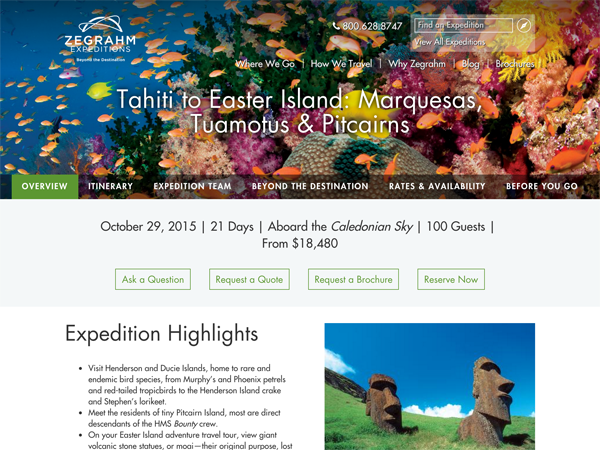 ZEGRAHM
EXPEDITIONS
Beyond the Destination
800.628.8747
Find an Expedition
View All Expeditions
Where We Go | How We Travel | Why Zegrahm | Blog | Brochures
Tahiti to Easter Island: Marquesas,
Tuamotus & Pitcairns
OVERVIEW ITINERARY EXPEDITION TEAM BEYOND THE DESTINATION RATES & AVAILABILITY BEFORE YOU GO
October 29, 2015 | 21 Days | Aboard the Caledonian Sky | 100 Guests |
From $18,480
Ask a Question Request a Quote Request a Brochure Reserve Now
Expedition Highlights
• Visit Henderson and Ducie Islands, home to rare and
endemic bird species, from Murphy's and Phoenix petrels
and red-tailed tropicbirds to the Henderson Island crake
and Stephen's lorikeet.
• Meet the residents of tiny Pitcairn Island, most are direct
descendants of the HMS Bounty crew.
• On your Easter Island adventure travel tour, view giant
volcanic stone statues, or moai—their original purpose, lost